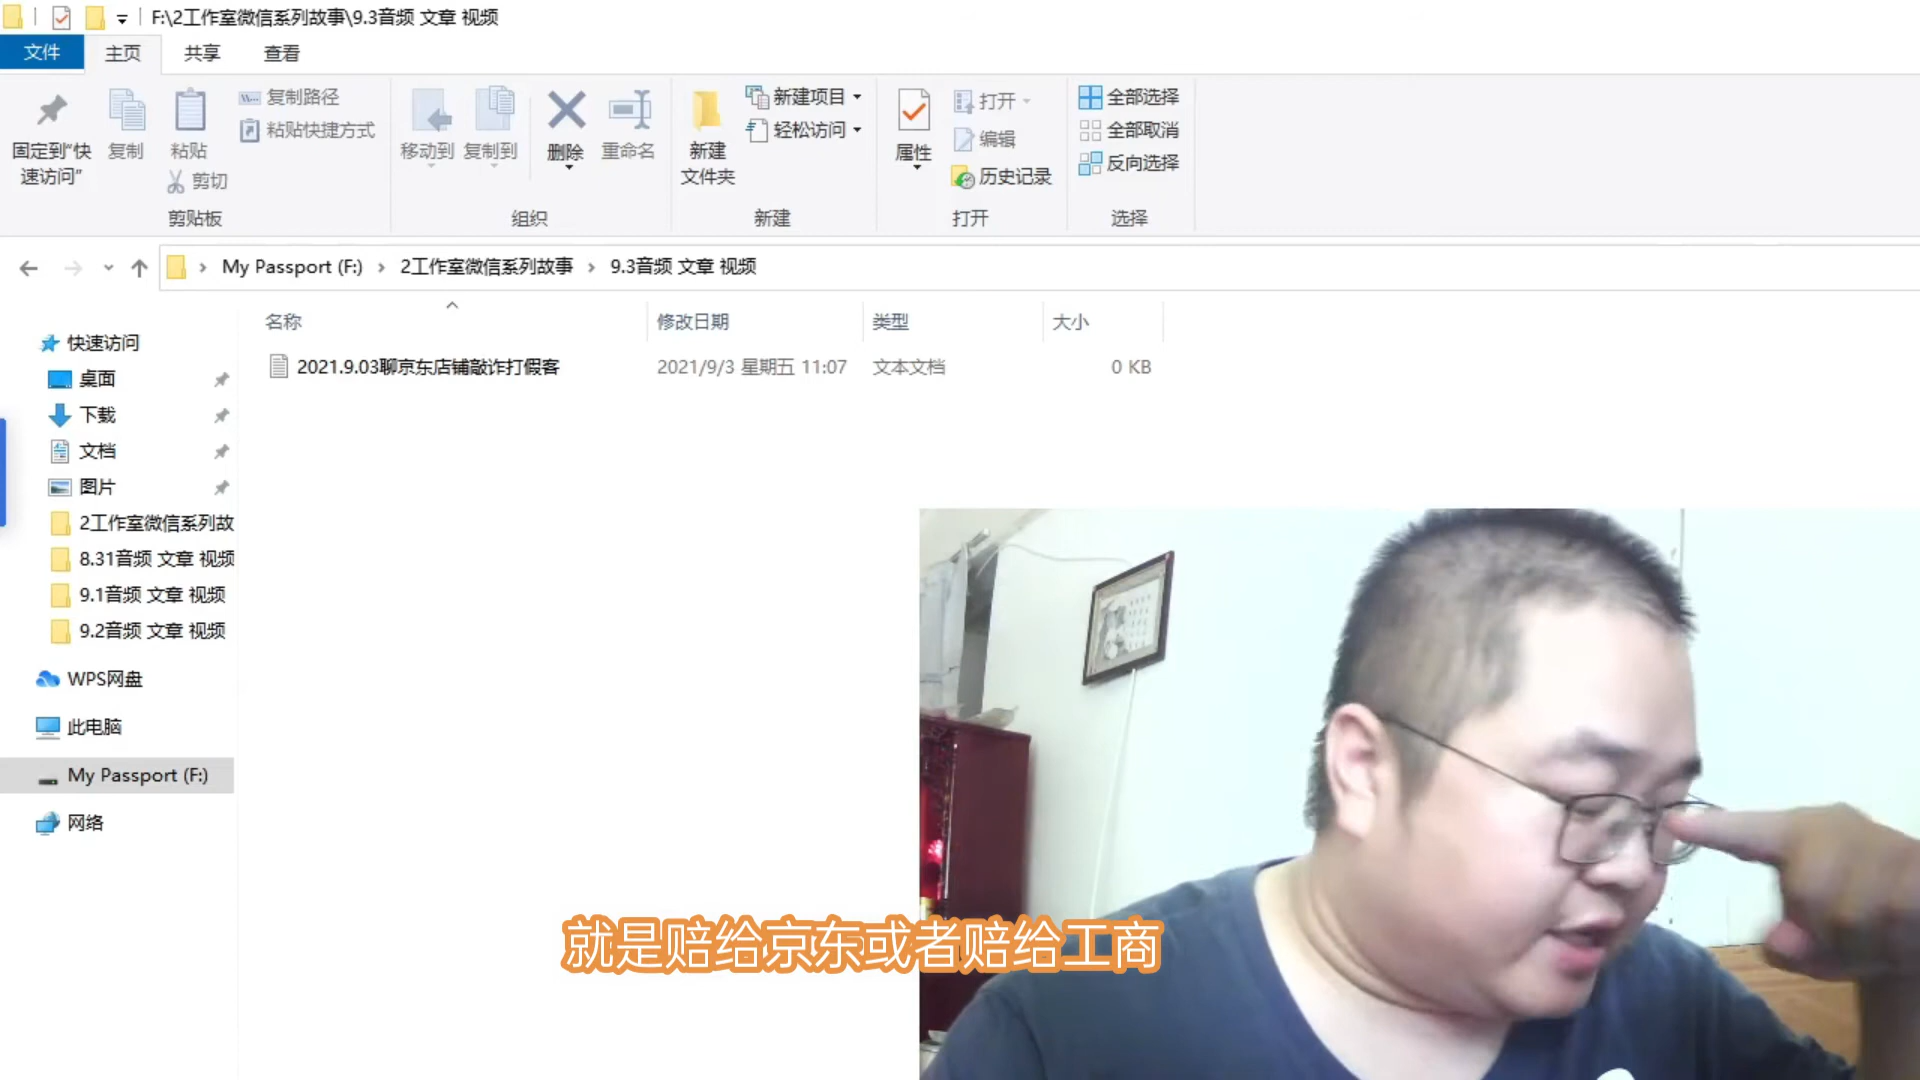 F:\2工作室微信系列故事\9.3音频 文章 视频
文件 主页 共享 查看
固定到“快速访问”
复制
粘贴
复制路径
粘贴快捷方式
剪切
剪贴板
移动到
复制到
删除
重命名
组织
新建文件夹
新建项目
轻松访问
新建
属性
打开
编辑
历史记录
打开
全部选择
全部取消
反向选择
选择
My Passport (F:) › 2工作室微信系列故事 › 9.3音频 文章 视频
名称 修改日期 类型 大小
2021.9.03聊京东店铺敲诈打假客 2021/9/3 星期五 11:07 文本文档 0 KB
快速访问
桌面
下载
文档
图片
2工作室微信系列故
8.31音频 文章 视频
9.1音频 文章 视频
9.2音频 文章 视频
WPS网盘
此电脑
My Passport (F:)
网络
就是赔给京东或者赔给工商